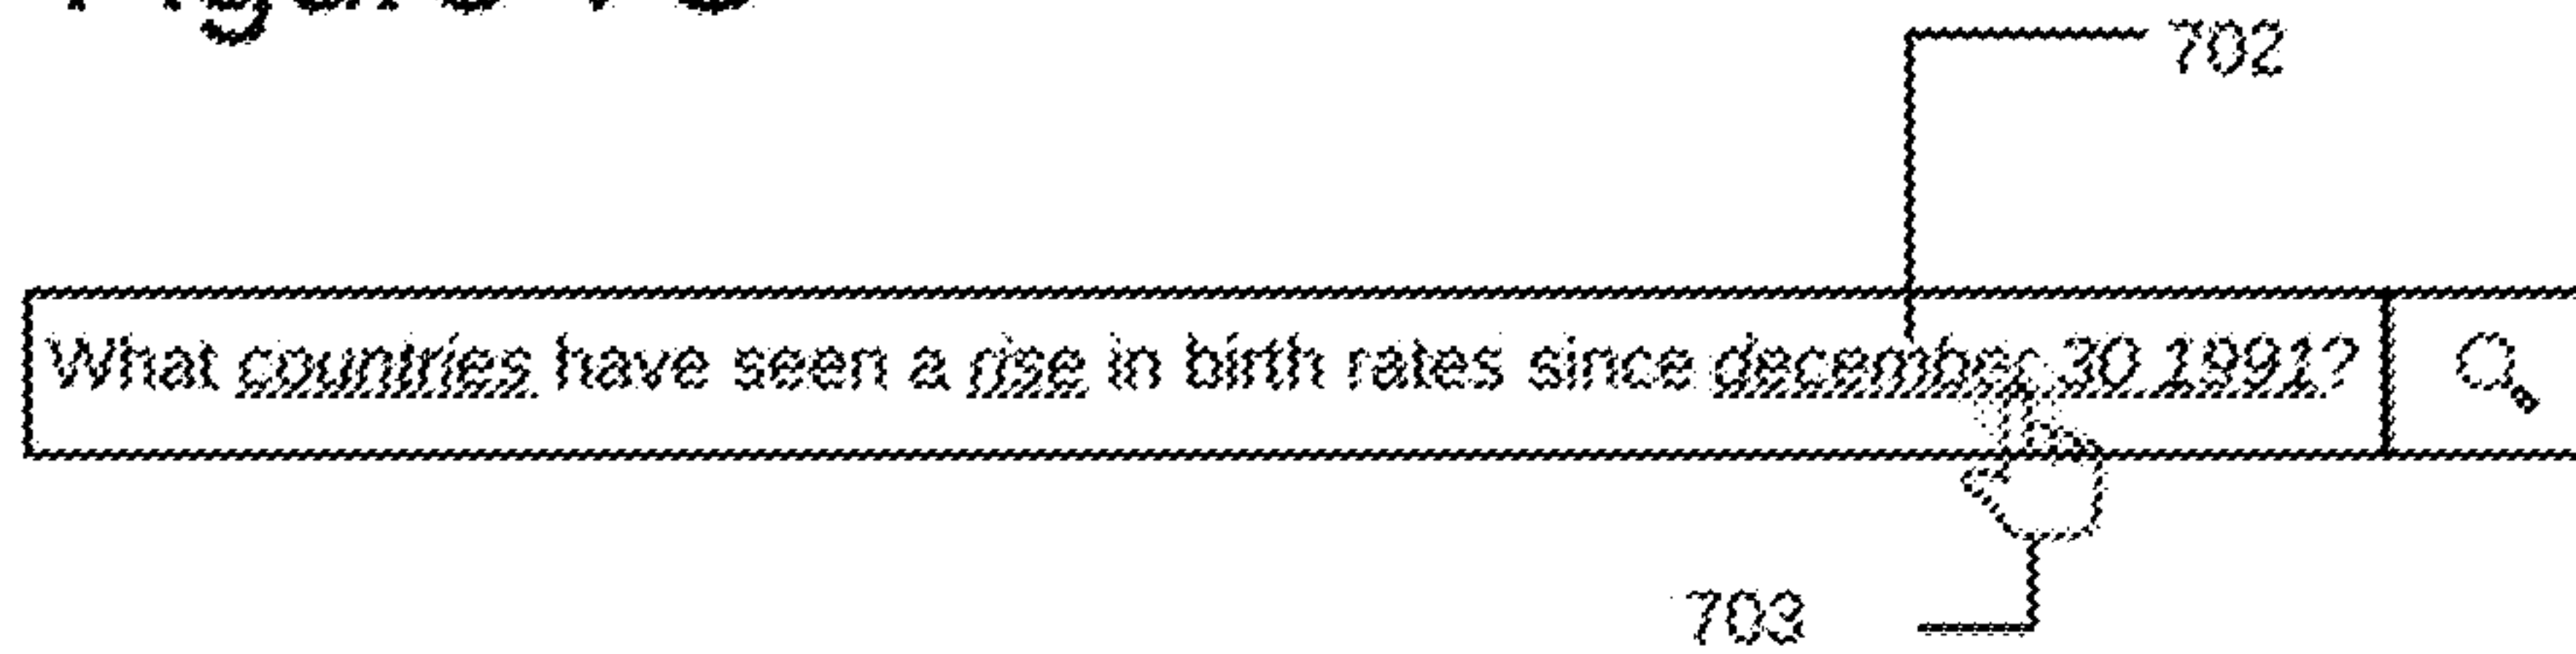 702
What countries have seen a rise in birth rates since december 30 1991?
703